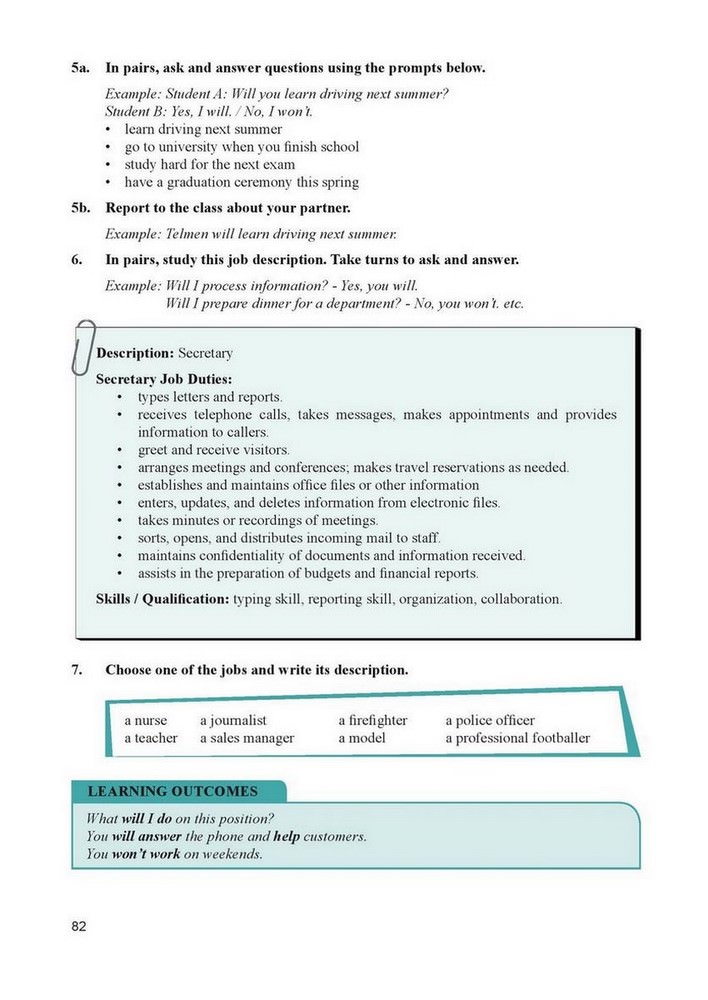 5a. In pairs, ask and answer questions using the prompts below.
Example: Student A: Will you learn driving next summer?
Student B: Yes, I will. / No, I won't.
• learn driving next summer
• go to university when you finish school
• study hard for the next exam
• have a graduation ceremony this spring
5b. Report to the class about your partner.
Example: Telmen will learn driving next summer.
6. In pairs, study this job description. Take turns to ask and answer.
Example: Will I process information? - Yes, you will.
Will I prepare dinner for a department? - No, you won't. etc.
Description: Secretary
Secretary Job Duties:
• types letters and reports.
• receives telephone calls, takes messages, makes appointments and provides
information to callers.
• greet and receive visitors.
• arranges meetings and conferences; makes travel reservations as needed.
• establishes and maintains office files or other information
• enters, updates, and deletes information from electronic files.
• takes minutes or recordings of meetings.
• sorts, opens, and distributes incoming mail to staff.
• maintains confidentiality of documents and information received.
• assists in the preparation of budgets and financial reports.
Skills / Qualification: typing skill, reporting skill, organization, collaboration.
7. Choose one of the jobs and write its description.
a nurse a journalist a firefighter a police officer
a teacher a sales manager a model a professional footballer
LEARNING OUTCOMES
What will I do on this position?
You will answer the phone and help customers.
You won't work on weekends.
82